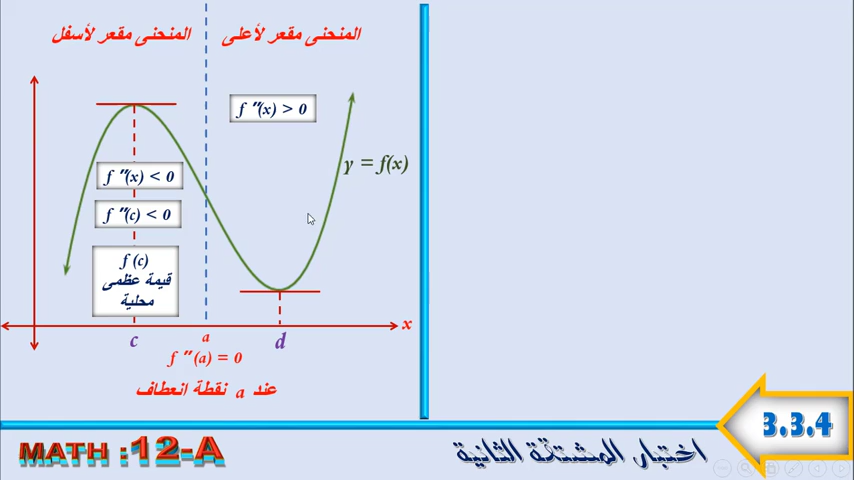 المنحنى مقعر لأسفل
المنحنى مقعر لأعلى
f "(x) > 0
y = f(x)
f "(x) < 0
f "(c) < 0
f (c)
قيمة عظمى
محلية
x
c
a
d
f "(a) = 0
عند a نقطة انعطاف
3.3.4
اختبار المشتقة الثانية
MATH :12-A